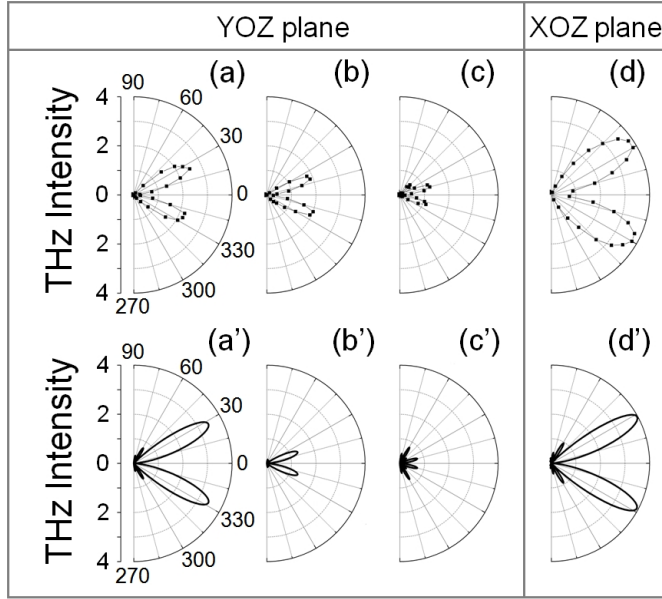 YOZ plane
XOZ plane
(a)
(b)
(c)
(d)
THz Intensity
4
2
0
2
4
90
60
30
0
330
300
270
(a')
(b')
(c')
(d')
THz Intensity
4
2
0
2
4
90
60
30
0
330
300
270